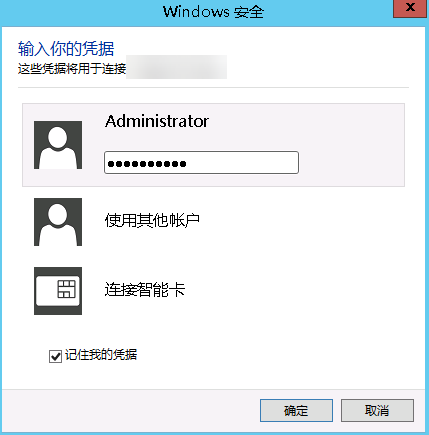 Windows 安全
x
输入你的凭据
这些凭据将用于连接
Administrator
●●●●●●●●●●
使用其他帐户
连接智能卡
记住我的凭据
确定
取消